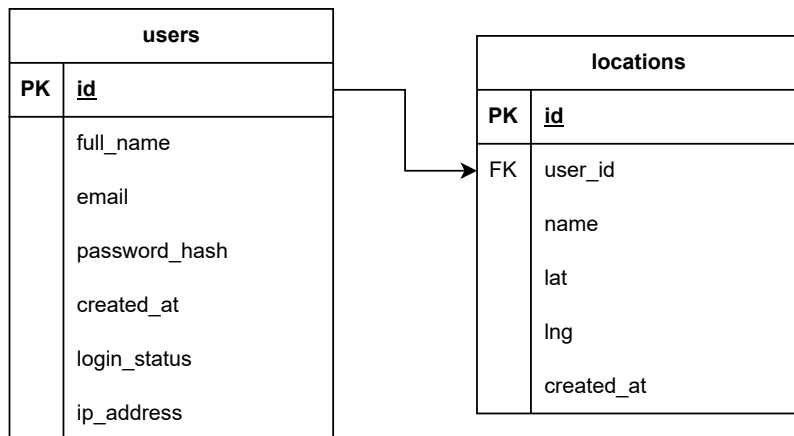 users
PK id
full_name
email
password_hash
created_at
login_status
ip_address
locations
PK id
FK user_id
name
lat
lng
created_at